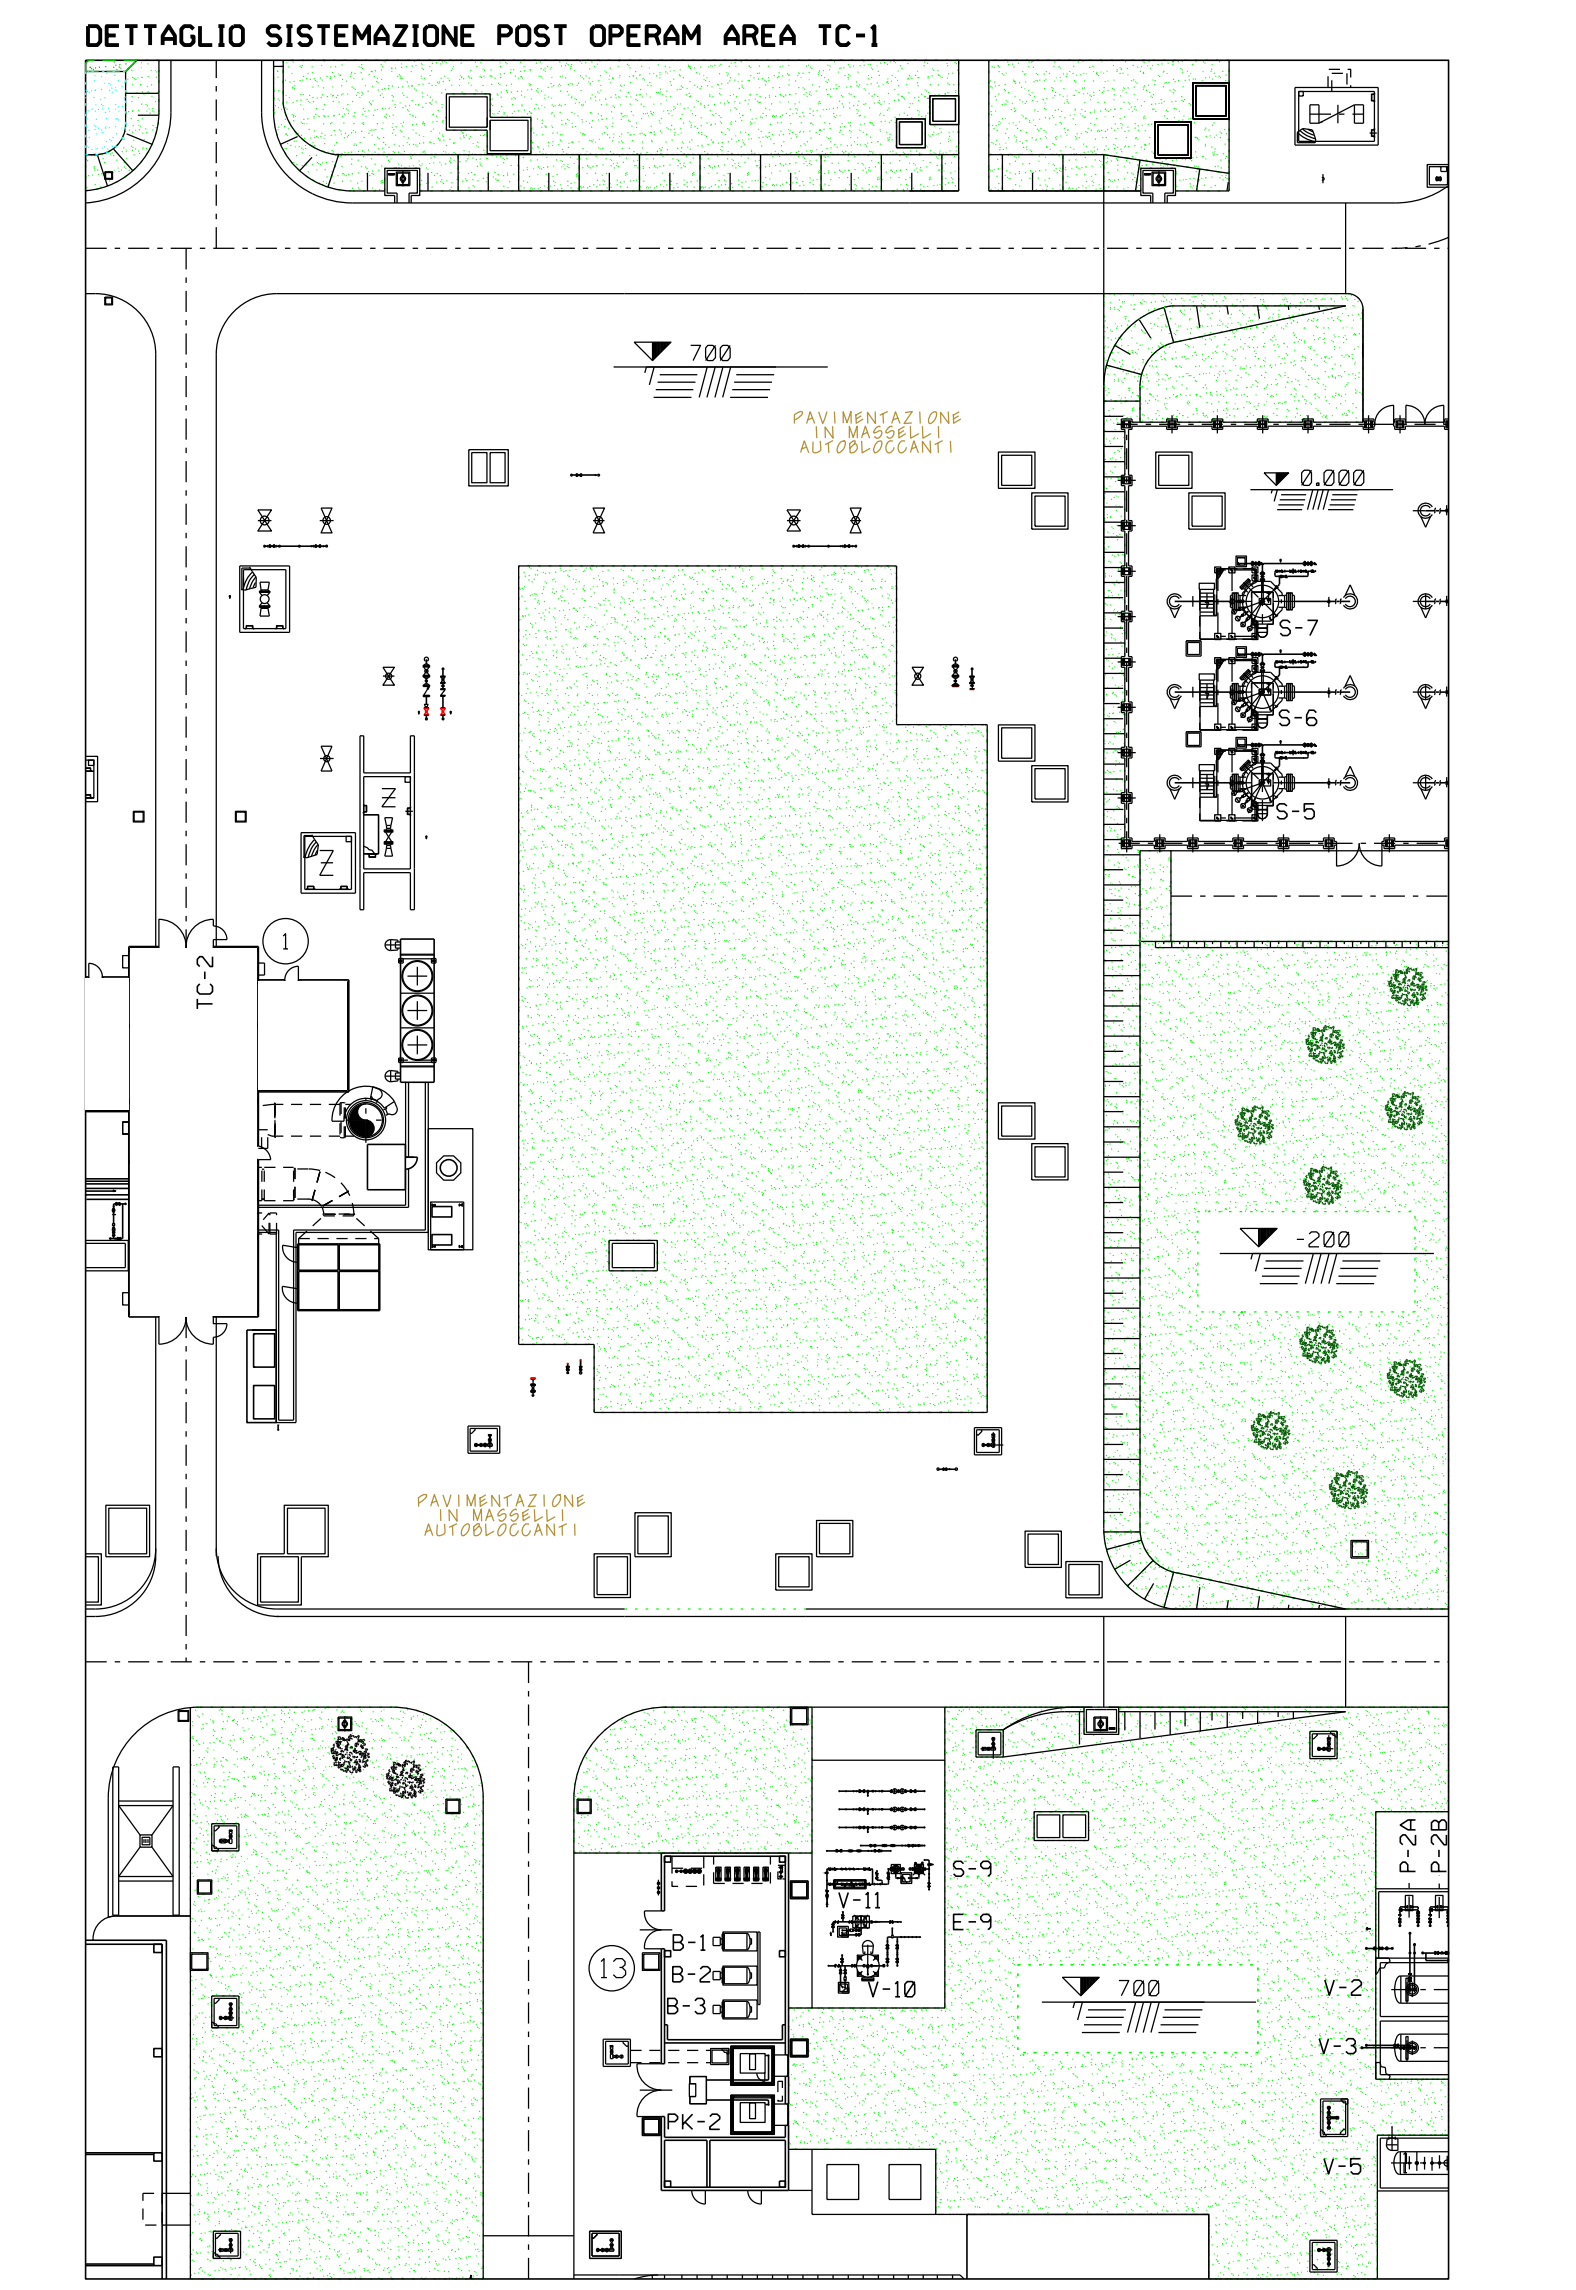 DETTAGLIO SISTEMAZIONE POST OPERAM AREA TC-1
700
PAVIMENTAZIONE
IN MASSELLI
AUTOBLOCCANTI
0.000
S-7
S-6
S-5
Z
Z
1
TC-2
-200
PAVIMENTAZIONE
IN MASSELLI
AUTOBLOCCANTI
P-2A
P-2B
S-9
V-11
E-9
B-1
13
B-2
V-10
B-3
700
V-2
V-3
PK-2
V-5